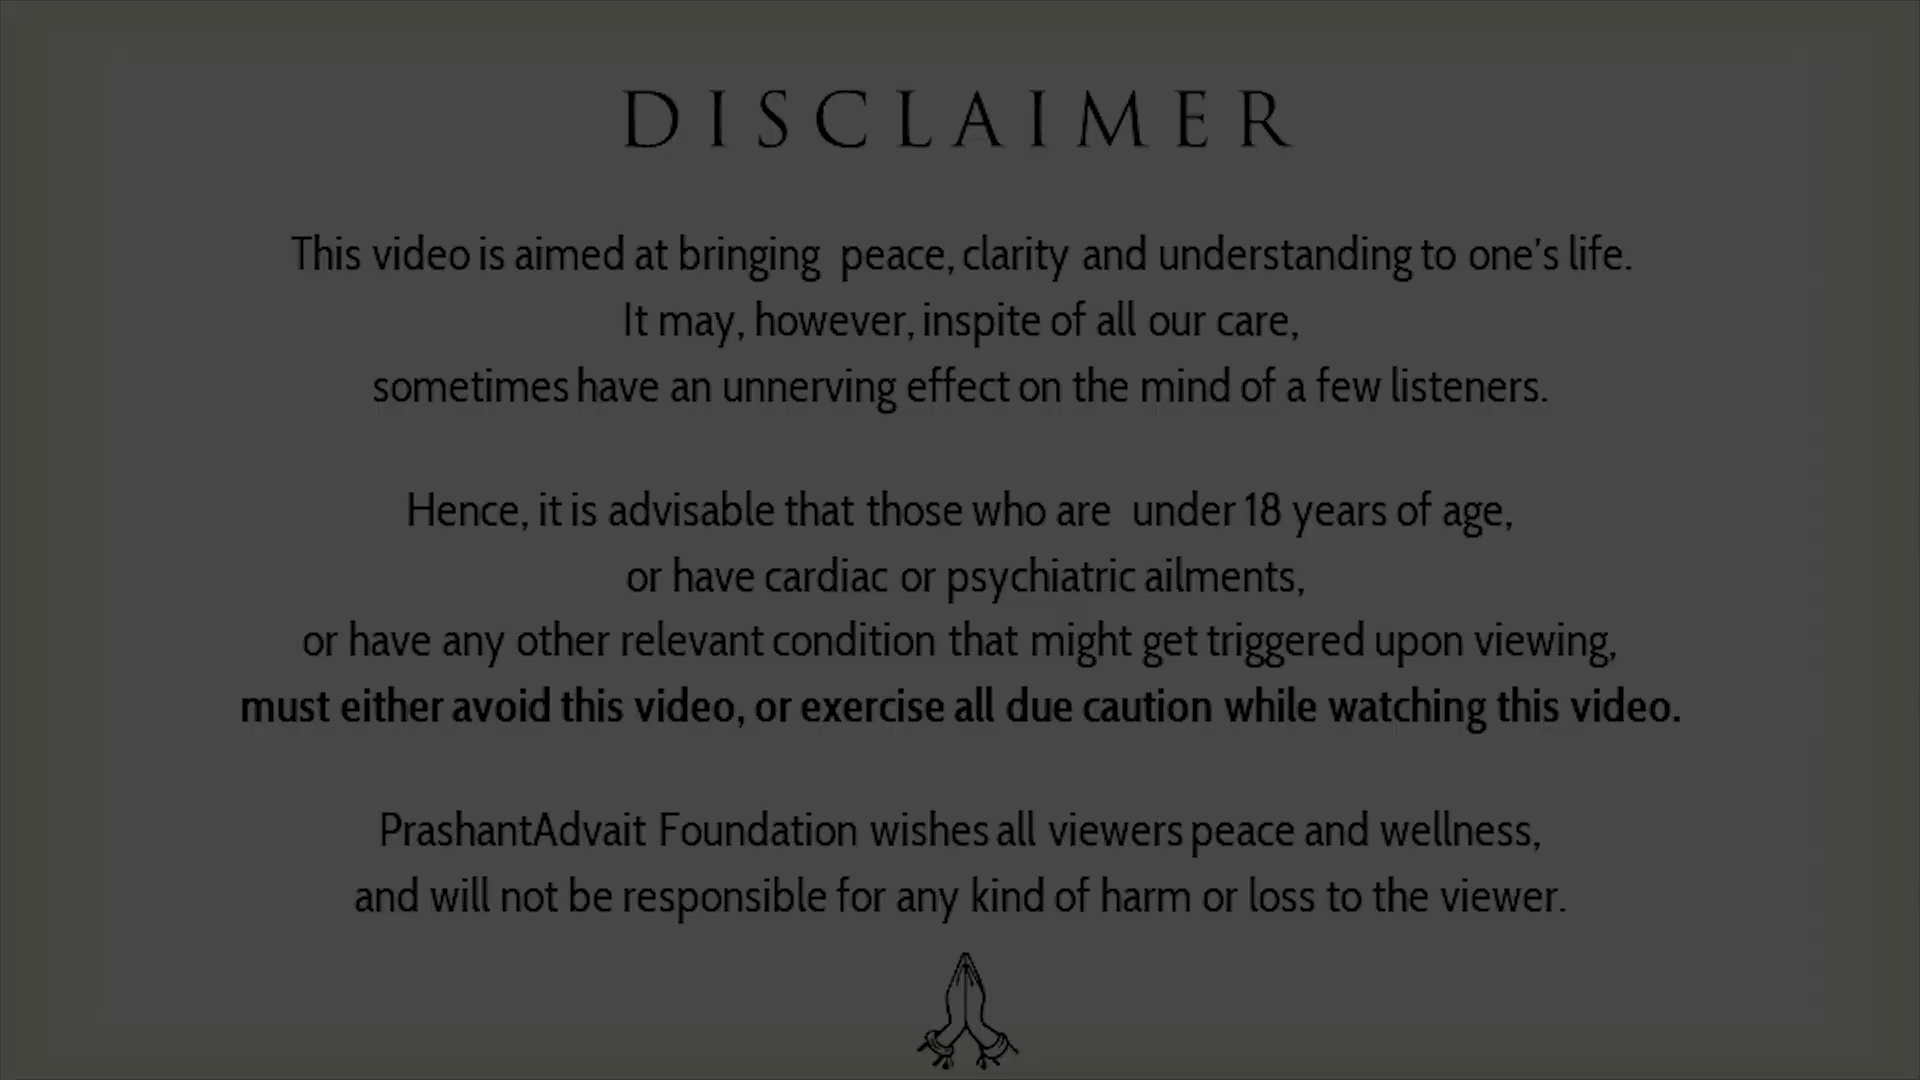 DISCLAIMER
This video is aimed at bringing peace, clarity and understanding to one's life.
It may, however, inspite of all our care,
sometimes have an unnerving effect on the mind of a few listeners.
Hence, it is advisable that those who are under 18 years of age,
or have cardiac or psychiatric ailments,
or have any other relevant condition that might get triggered upon viewing,
must either avoid this video, or exercise all due caution while watching this video.
PrashantAdvait Foundation wishes all viewers peace and wellness,
and will not be responsible for any kind of harm or loss to the viewer.